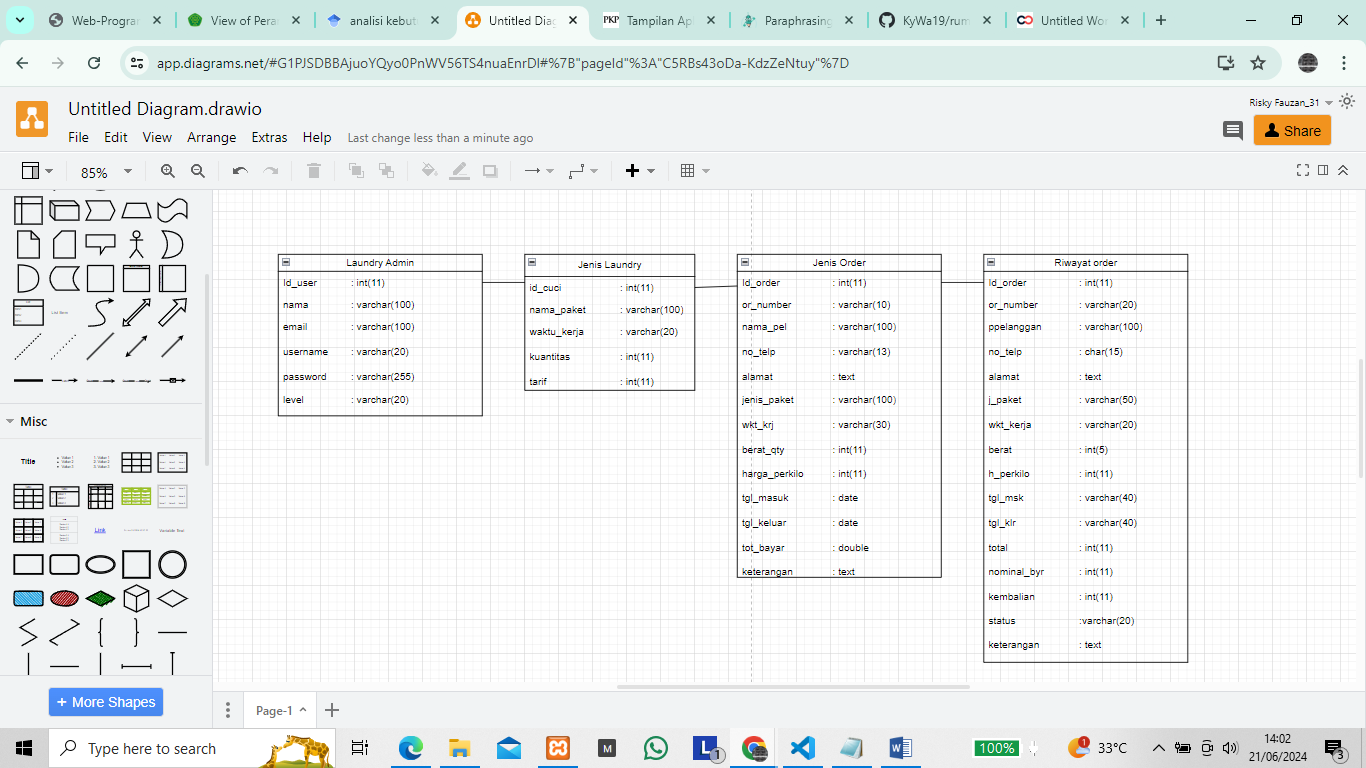 Web-Program
View of Pera
analisi kebut
Untitled Diag
PKP Tampilan Ap
Paraphrasing
KyWa19/rum
Untitled Wor
app.diagrams.net/#G1PJSDBBAjuoYQyo0PnWV56TS4nuaEnrDl#%7B"pageId"%3A"C5RBs43oDa-KdzZeNtuy"%7D
Untitled Diagram.drawio
Risky Fauzan_31
File Edit View Arrange Extras Help Last change less than a minute ago
Share
85%
Misc
Title
Link
+ More Shapes
Laundry Admin
Id_user : int(11)
nama : varchar(100)
email : varchar(100)
username : varchar(20)
password : varchar(255)
level : varchar(20)
Jenis Laundry
id_cuci : int(11)
nama_paket : varchar(100)
waktu_kerja : varchar(20)
kuantitas : int(11)
tarif : int(11)
Jenis Order
Id_order : int(11)
or_number : varchar(10)
nama_pel : varchar(100)
no_telp : varchar(13)
alamat : text
jenis_paket : varchar(100)
wkt_krj : varchar(30)
berat_qty : int(11)
harga_perkilo : int(11)
tgl_masuk : date
tgl_keluar : date
tot_bayar : double
keterangan : text
Riwayat order
Id_order : int(11)
or_number : varchar(20)
ppelanggan : varchar(100)
no_telp : char(15)
alamat : text
j_paket : varchar(50)
wkt_kerja : varchar(20)
berat : int(5)
h_perkilo : int(11)
tgl_msk : varchar(40)
tgl_klr : varchar(40)
total : int(11)
nominal_byr : int(11)
kembalian : int(11)
status :varchar(20)
keterangan : text
Page-1
Type here to search
M
L 1
100%
1
33°C
14:02
21/06/2024
3